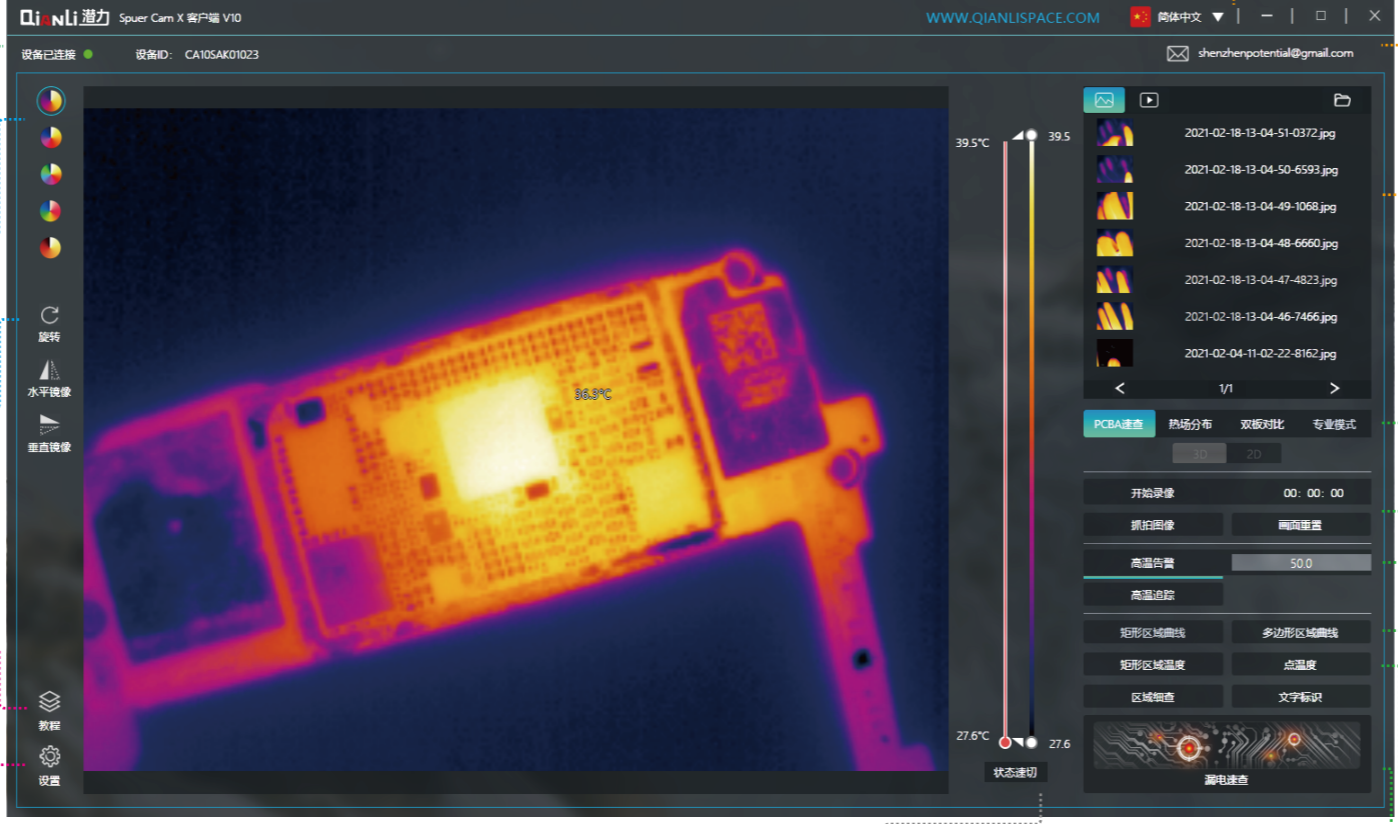 QiANLi 潜力 Spuer Cam X 客户端 V10
WWW.QIANLISPACE.COM
简体中文
设备已连接
设备ID: CA10SAK01023
shenzhenpotential@gmail.com
旋转
水平镜像
垂直镜像
教程
设置
36.3°C
39.5°C
39.5
27.6°C
27.6
状态速切
2021-02-18-13-04-51-0372.jpg
2021-02-18-13-04-50-6593.jpg
2021-02-18-13-04-49-1068.jpg
2021-02-18-13-04-48-6660.jpg
2021-02-18-13-04-47-4823.jpg
2021-02-18-13-04-46-7466.jpg
2021-02-04-11-02-22-8162.jpg
< 1/1 >
PCBA速查 热场分布 双板对比 专业模式
3D 2D
开始录像 00: 00: 00
抓拍图像 画面重置
高温告警 50.0
高温追踪
矩形区域曲线 多边形区域曲线
矩形区域温度 点温度
区域细查 文字标识
漏电速查